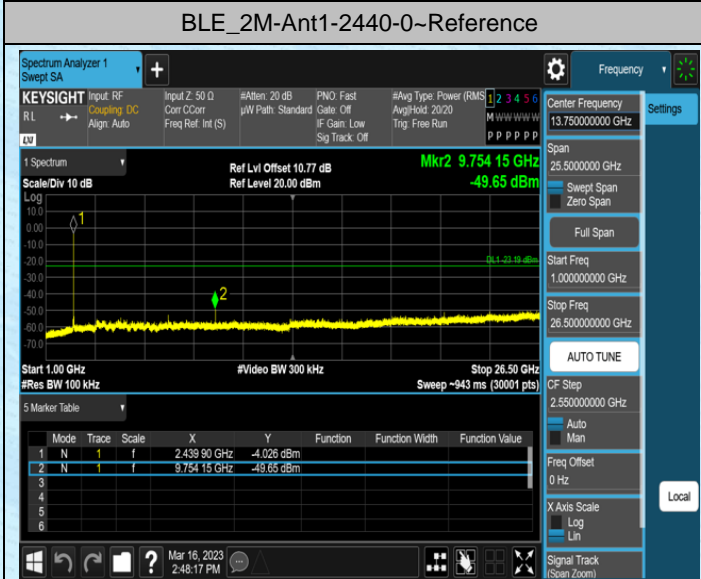 BLE_2M-Ant1-2440-0~Reference
Spectrum Analyzer 1
Swept SA
Frequency
KEYSIGHT
RL
Input: RF
Coupling: DC
Align: Auto
Input Z: 50 Ω
Corr CCorr
Freq Ref: Int (S)
#Atten: 20 dB
µW Path: Standard
PNO: Fast
Gate: Off
IF Gain: Low
Sig Track: Off
#Avg Type: Power (RMS
Avg|Hold: 20/20
Trig: Free Run
1 2 3 4 5 6
M W W W W W
P P P P P P
Center Frequency
13.750000000 GHz
Settings
Span
25.5000000 GHz
Swept Span
Zero Span
Full Span
Start Freq
1.000000000 GHz
Stop Freq
26.500000000 GHz
AUTO TUNE
CF Step
2.550000000 GHz
Auto
Man
Freq Offset
0 Hz
X Axis Scale
Log
Lin
Local
Signal Track
(Span Zoom)
1 Spectrum
Scale/Div 10 dB
Ref Lvl Offset 10.77 dB
Ref Level 20.00 dBm
Mkr2 9.754 15 GHz
-49.65 dBm
Log
10.0
0.00
-10.0
-20.0
-30.0
-40.0
-50.0
-60.0
-70.0
1
2
DL1 -23.19 dBm
Start 1.00 GHz
#Res BW 100 kHz
#Video BW 300 kHz
Stop 26.50 GHz
Sweep ~943 ms (30001 pts)
5 Marker Table
Mode Trace Scale X Y Function Function Width Function Value
1 N 1 f 2.439 90 GHz -4.026 dBm
2 N 1 f 9.754 15 GHz -49.65 dBm
3
4
5
6
?
Mar 16, 2023
2:48:17 PM